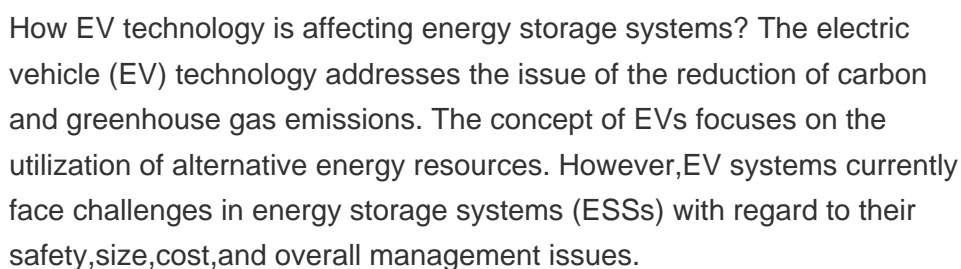 How EV technology is affecting energy storage systems? The electric
vehicle (EV) technology addresses the issue of the reduction of carbon
and greenhouse gas emissions. The concept of EVs focuses on the
utilization of alternative energy resources. However,EV systems currently
face challenges in energy storage systems (ESSs) with regard to their
safety,size,cost,and overall management issues.